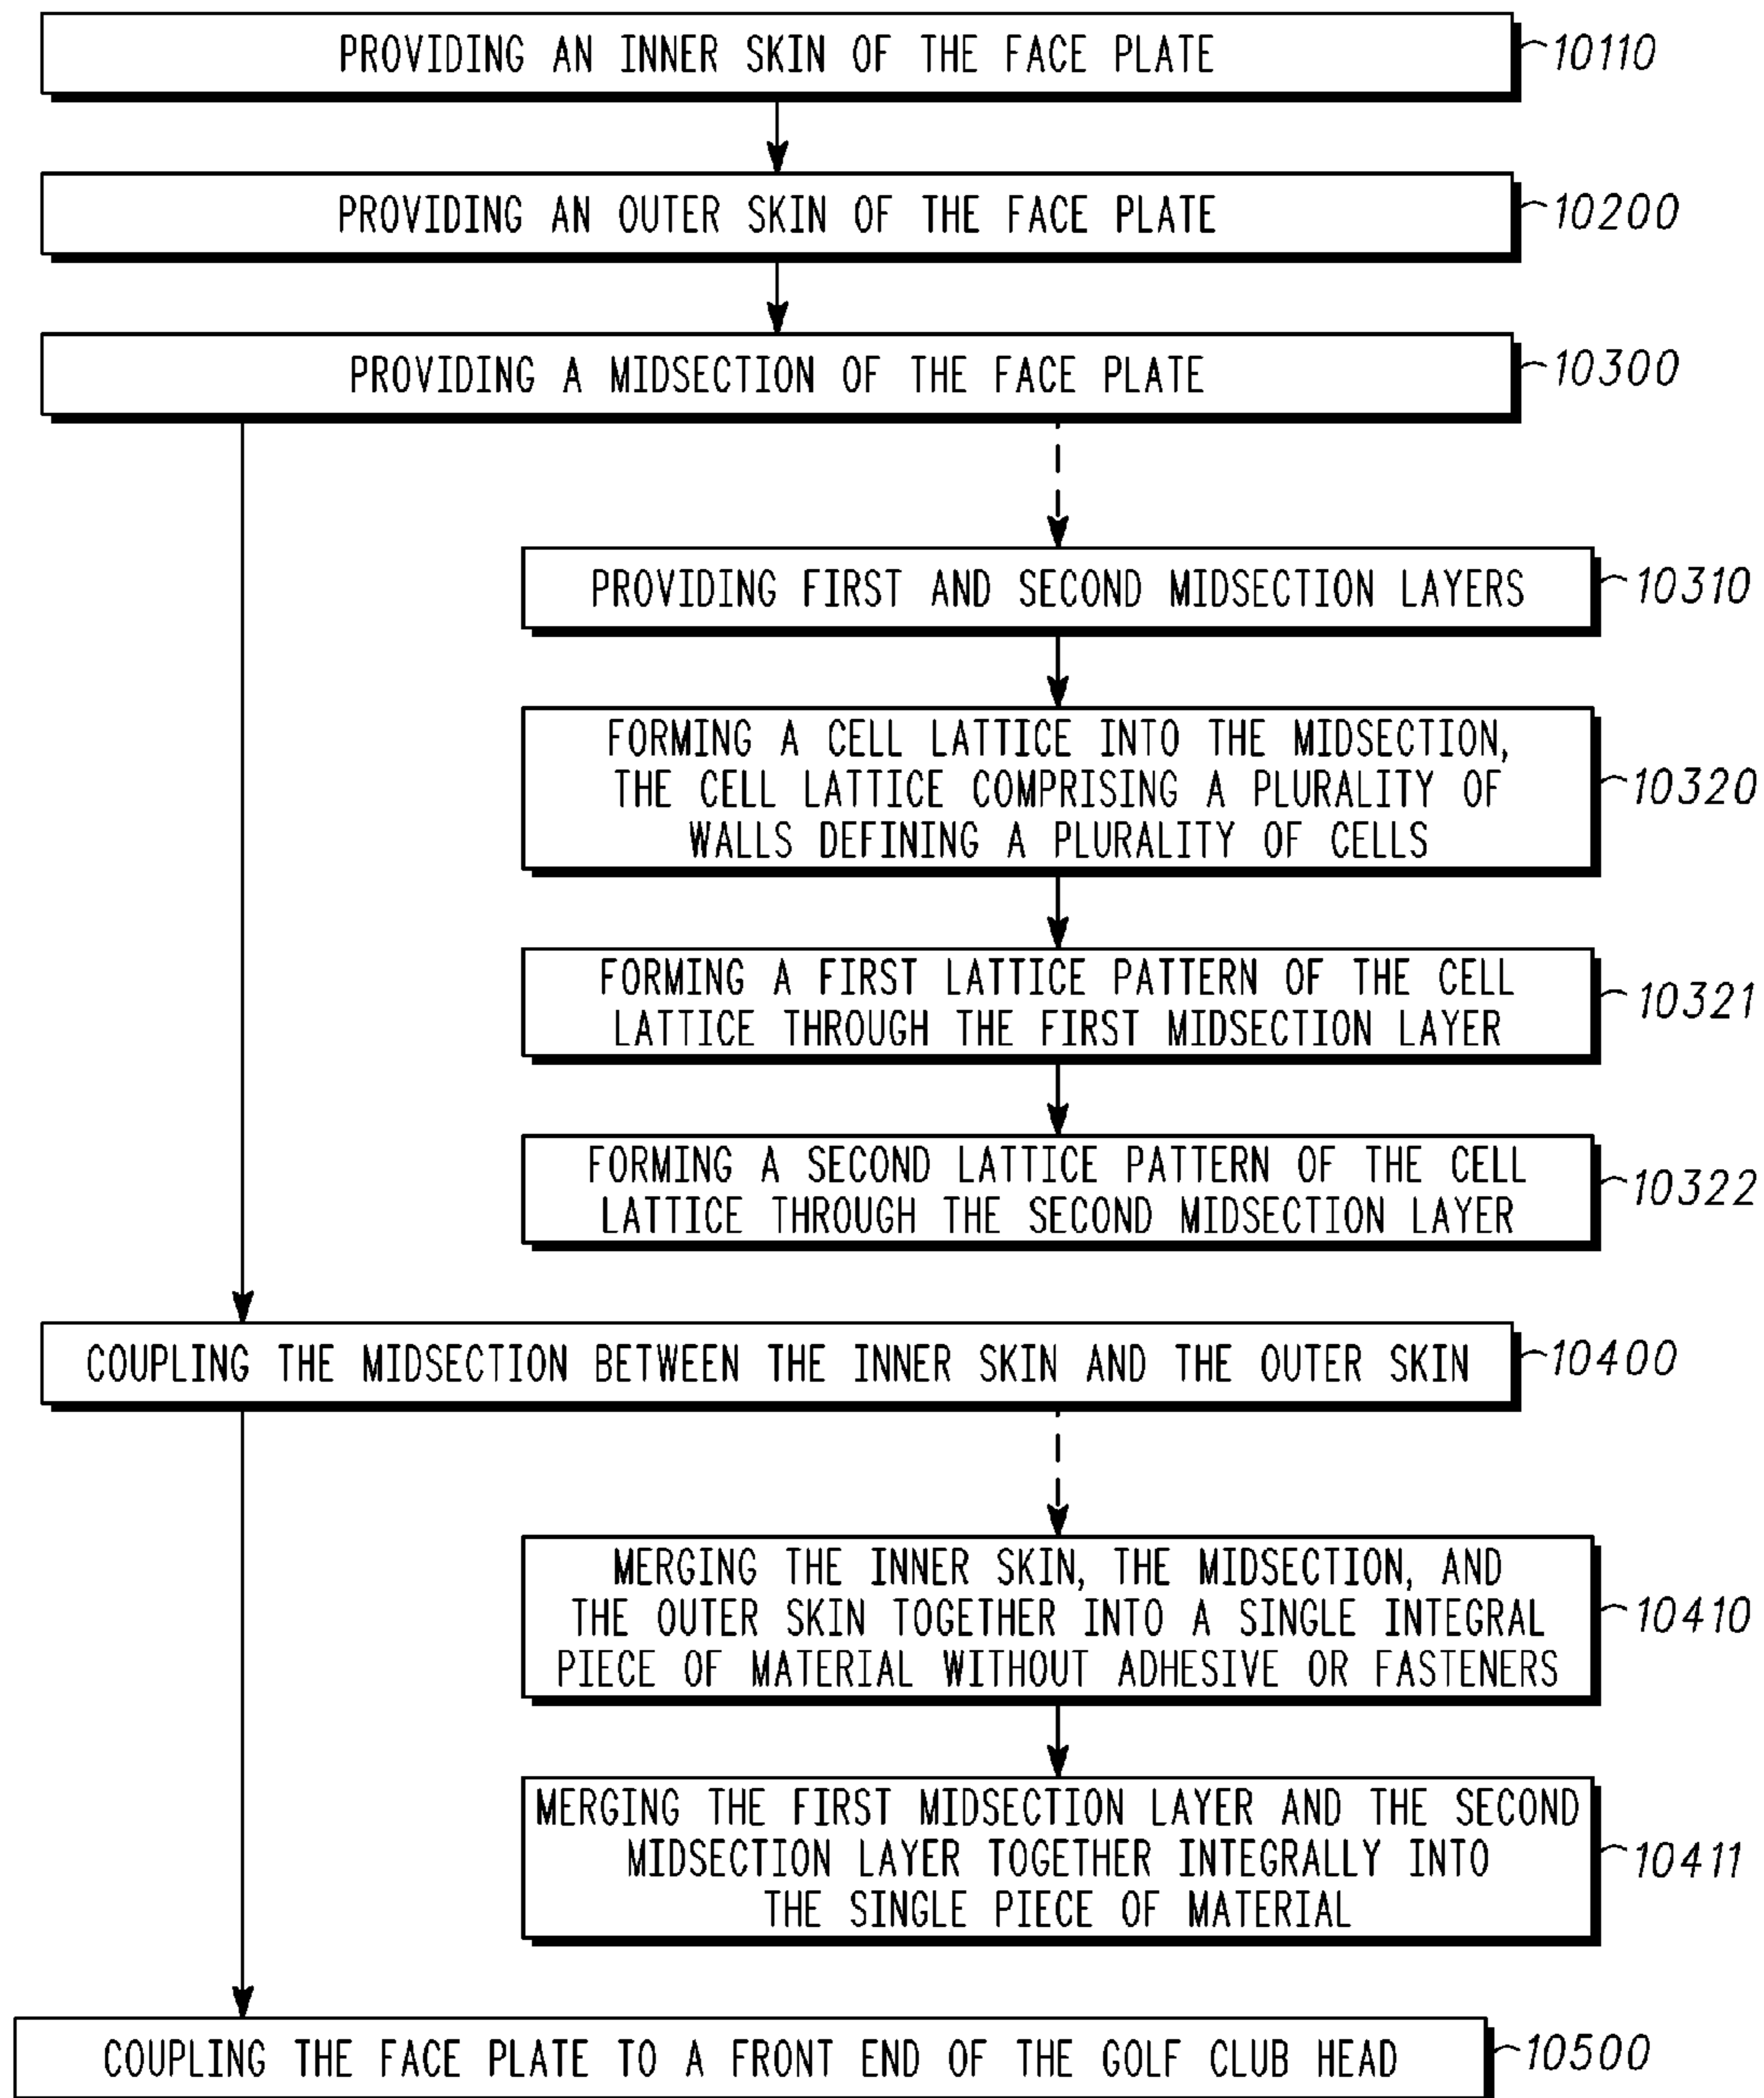 PROVIDING AN INNER SKIN OF THE FACE PLATE
10110
PROVIDING AN OUTER SKIN OF THE FACE PLATE
10200
PROVIDING A MIDSECTION OF THE FACE PLATE
10300
PROVIDING FIRST AND SECOND MIDSECTION LAYERS
10310
FORMING A CELL LATTICE INTO THE MIDSECTION,
THE CELL LATTICE COMPRISING A PLURALITY OF
WALLS DEFINING A PLURALITY OF CELLS
10320
FORMING A FIRST LATTICE PATTERN OF THE CELL
LATTICE THROUGH THE FIRST MIDSECTION LAYER
10321
FORMING A SECOND LATTICE PATTERN OF THE CELL
LATTICE THROUGH THE SECOND MIDSECTION LAYER
10322
COUPLING THE MIDSECTION BETWEEN THE INNER SKIN AND THE OUTER SKIN
10400
MERGING THE INNER SKIN, THE MIDSECTION, AND
THE OUTER SKIN TOGETHER INTO A SINGLE INTEGRAL
PIECE OF MATERIAL WITHOUT ADHESIVE OR FASTENERS
10410
MERGING THE FIRST MIDSECTION LAYER AND THE SECOND
MIDSECTION LAYER TOGETHER INTEGRALLY INTO
THE SINGLE PIECE OF MATERIAL
10411
COUPLING THE FACE PLATE TO A FRONT END OF THE GOLF CLUB HEAD
10500